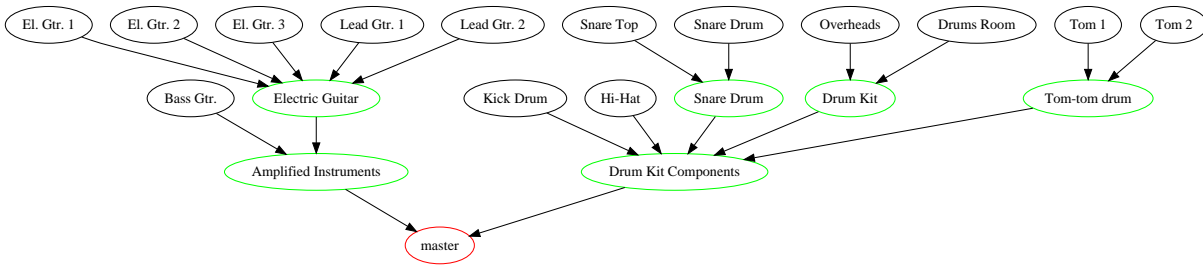 El. Gtr. 1
El. Gtr. 2
El. Gtr. 3
Lead Gtr. 1
Lead Gtr. 2
Snare Top
Snare Drum
Overheads
Drums Room
Tom 1
Tom 2
Bass Gtr.
Electric Guitar
Kick Drum
Hi-Hat
Snare Drum
Drum Kit
Tom-tom drum
Amplified Instruments
Drum Kit Components
master